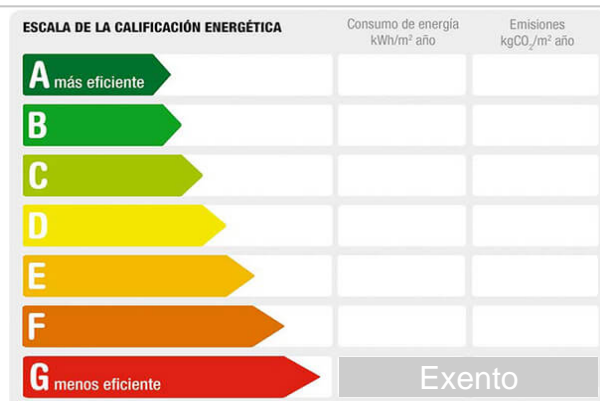 ESCALA DE LA CALIFICACIÓN ENERGÉTICA
Consumo de energía
kWh/m² año
Emisiones
kgCO₂/m² año
A más eficiente
B
C
D
E
F
G menos eficiente
Exento